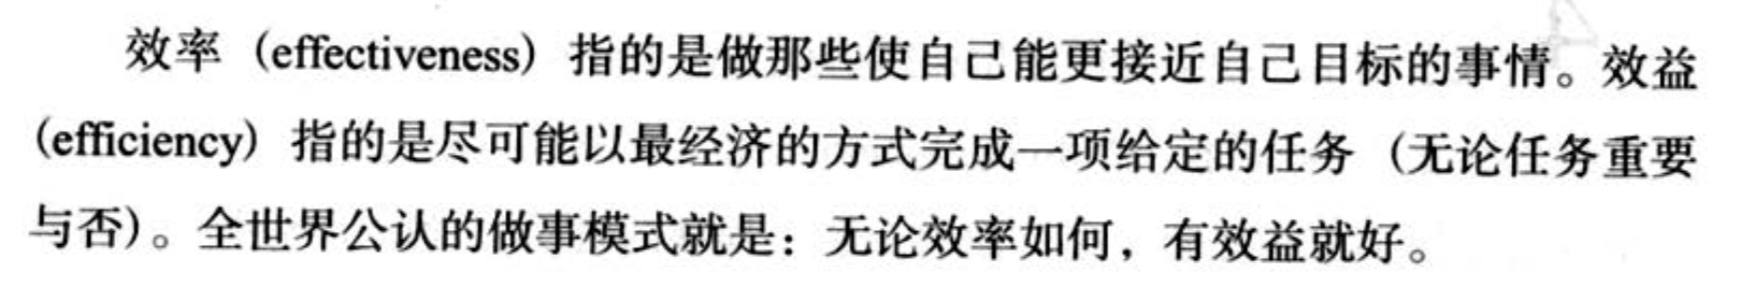 效率（effectiveness）指的是做那些使自己能更接近自己目标的事情。效益
（efficiency）指的是尽可能以最经济的方式完成一项给定的任务（无论任务重要
与否）。全世界公认的做事模式就是：无论效率如何，有效益就好。